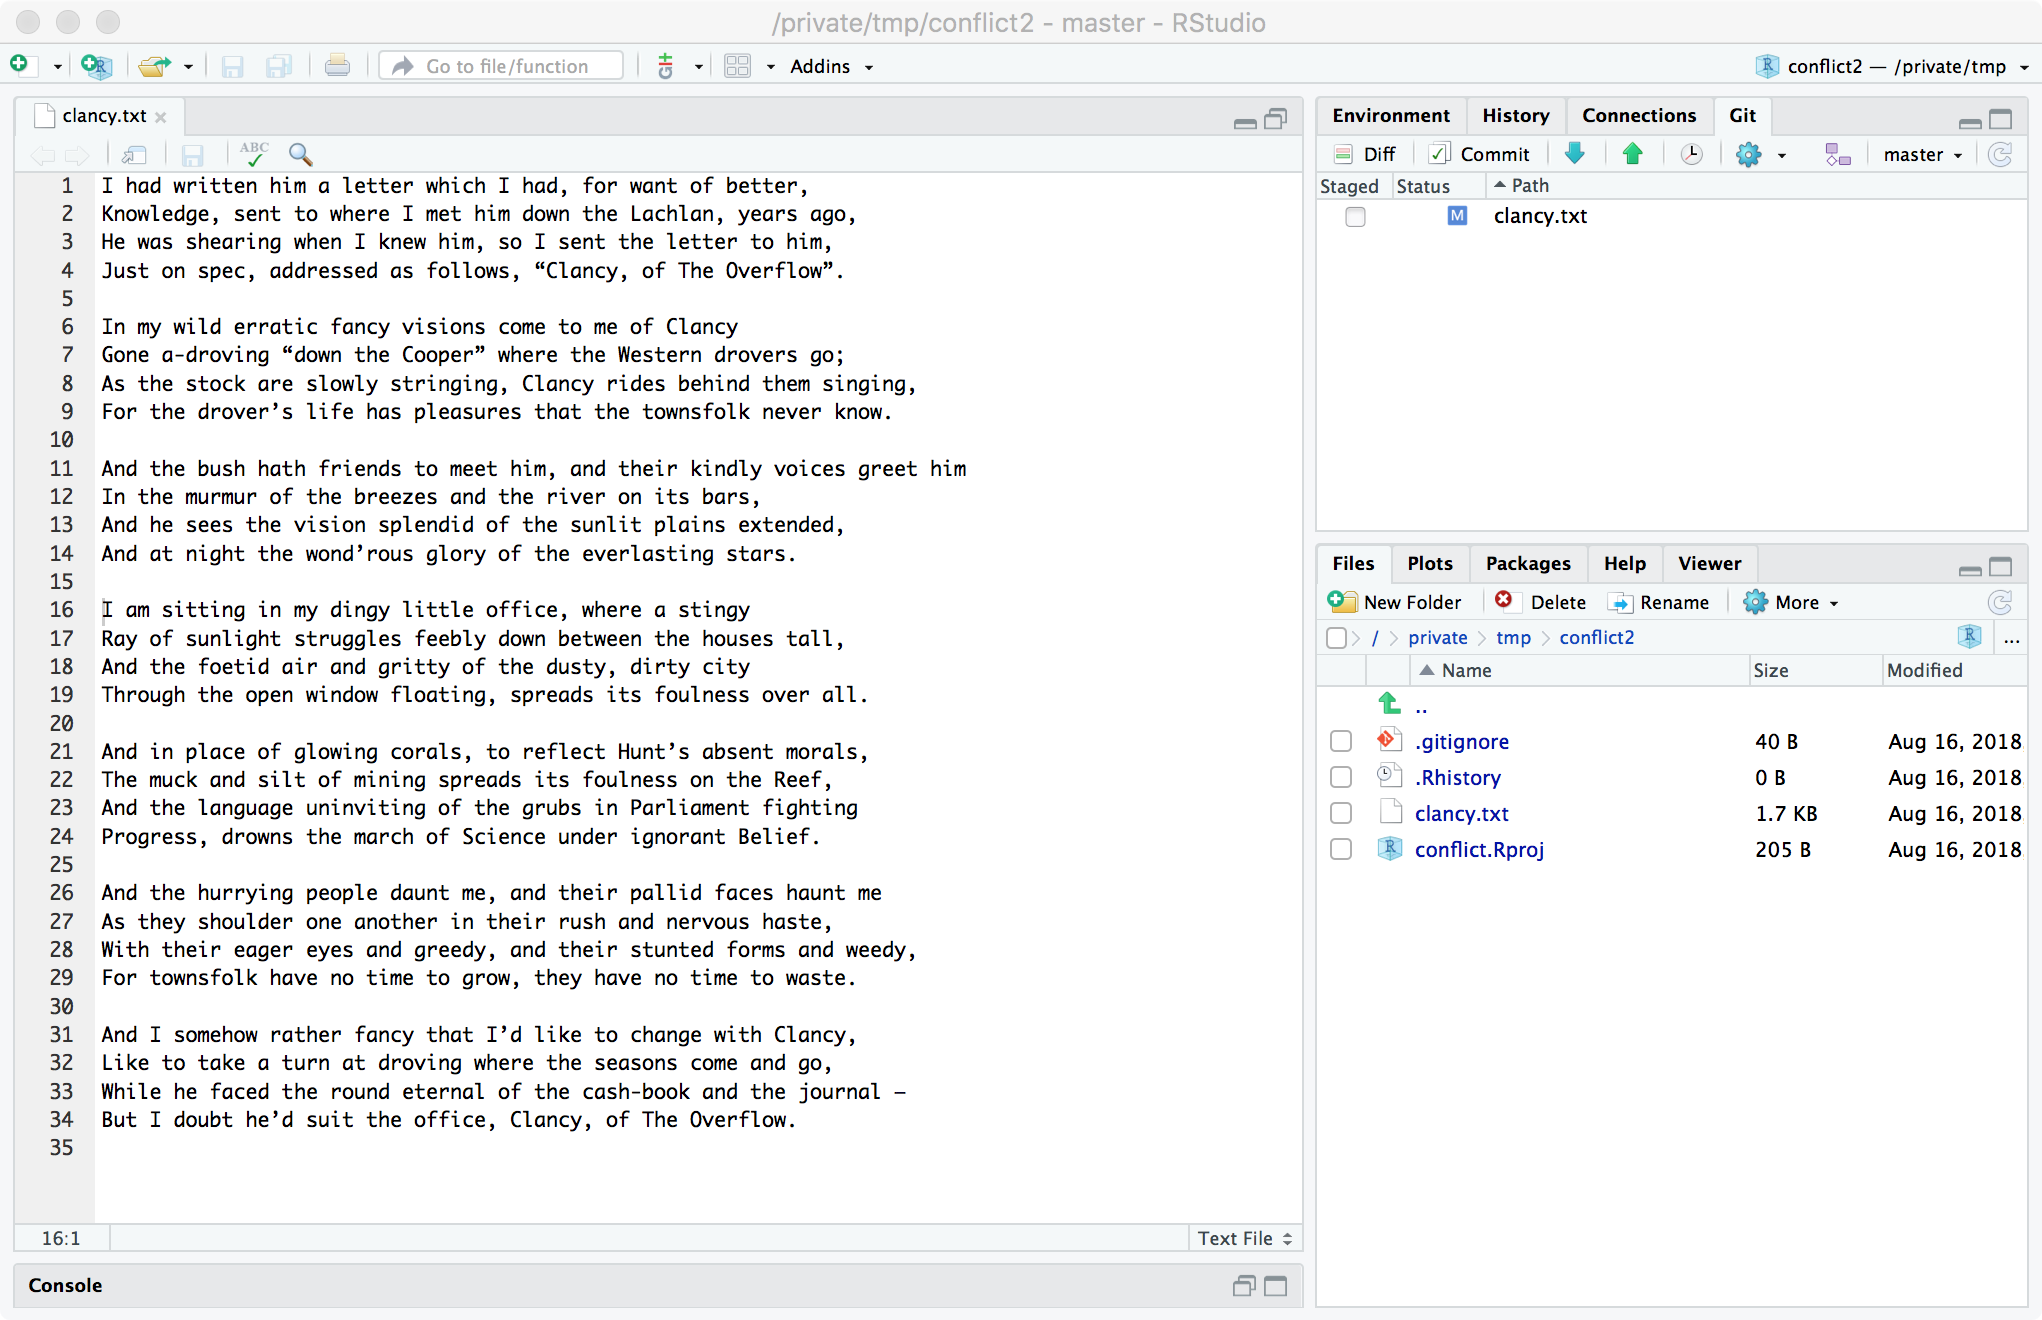 /private/tmp/conflict2 - master - RStudio
Go to file/function
Git
Addins
conflict2 — /private/tmp
clancy.txt
ABC
1 I had written him a letter which I had, for want of better,
2 Knowledge, sent to where I met him down the Lachlan, years ago,
3 He was shearing when I knew him, so I sent the letter to him,
4 Just on spec, addressed as follows, “Clancy, of The Overflow”.
5
6 In my wild erratic fancy visions come to me of Clancy
7 Gone a-droving “down the Cooper” where the Western drovers go;
8 As the stock are slowly stringing, Clancy rides behind them singing,
9 For the drover’s life has pleasures that the townsfolk never know.
10
11 And the bush hath friends to meet him, and their kindly voices greet him
12 In the murmur of the breezes and the river on its bars,
13 And he sees the vision splendid of the sunlit plains extended,
14 And at night the wond’rous glory of the everlasting stars.
15
16 I am sitting in my dingy little office, where a stingy
17 Ray of sunlight struggles feebly down between the houses tall,
18 And the foetid air and gritty of the dusty, dirty city
19 Through the open window floating, spreads its foulness over all.
20
21 And in place of glowing corals, to reflect Hunt’s absent morals,
22 The muck and silt of mining spreads its foulness on the Reef,
23 And the language uninviting of the grubs in Parliament fighting
24 Progress, drowns the march of Science under ignorant Belief.
25
26 And the hurrying people daunt me, and their pallid faces haunt me
27 As they shoulder one another in their rush and nervous haste,
28 With their eager eyes and greedy, and their stunted forms and weedy,
29 For townsfolk have no time to grow, they have no time to waste.
30
31 And I somehow rather fancy that I’d like to change with Clancy,
32 Like to take a turn at droving where the seasons come and go,
33 While he faced the round eternal of the cash-book and the journal —
34 But I doubt he’d suit the office, Clancy, of The Overflow.
35
16:1
Text File
Console
Environment History Connections Git
Diff Commit master
Staged Status Path
M clancy.txt
Files Plots Packages Help Viewer
New Folder Delete Rename More
/ private tmp conflict2 R ...
Name Size Modified
..
.gitignore 40 B Aug 16, 2018
.Rhistory 0 B Aug 16, 2018
clancy.txt 1.7 KB Aug 16, 2018
R conflict.Rproj 205 B Aug 16, 2018